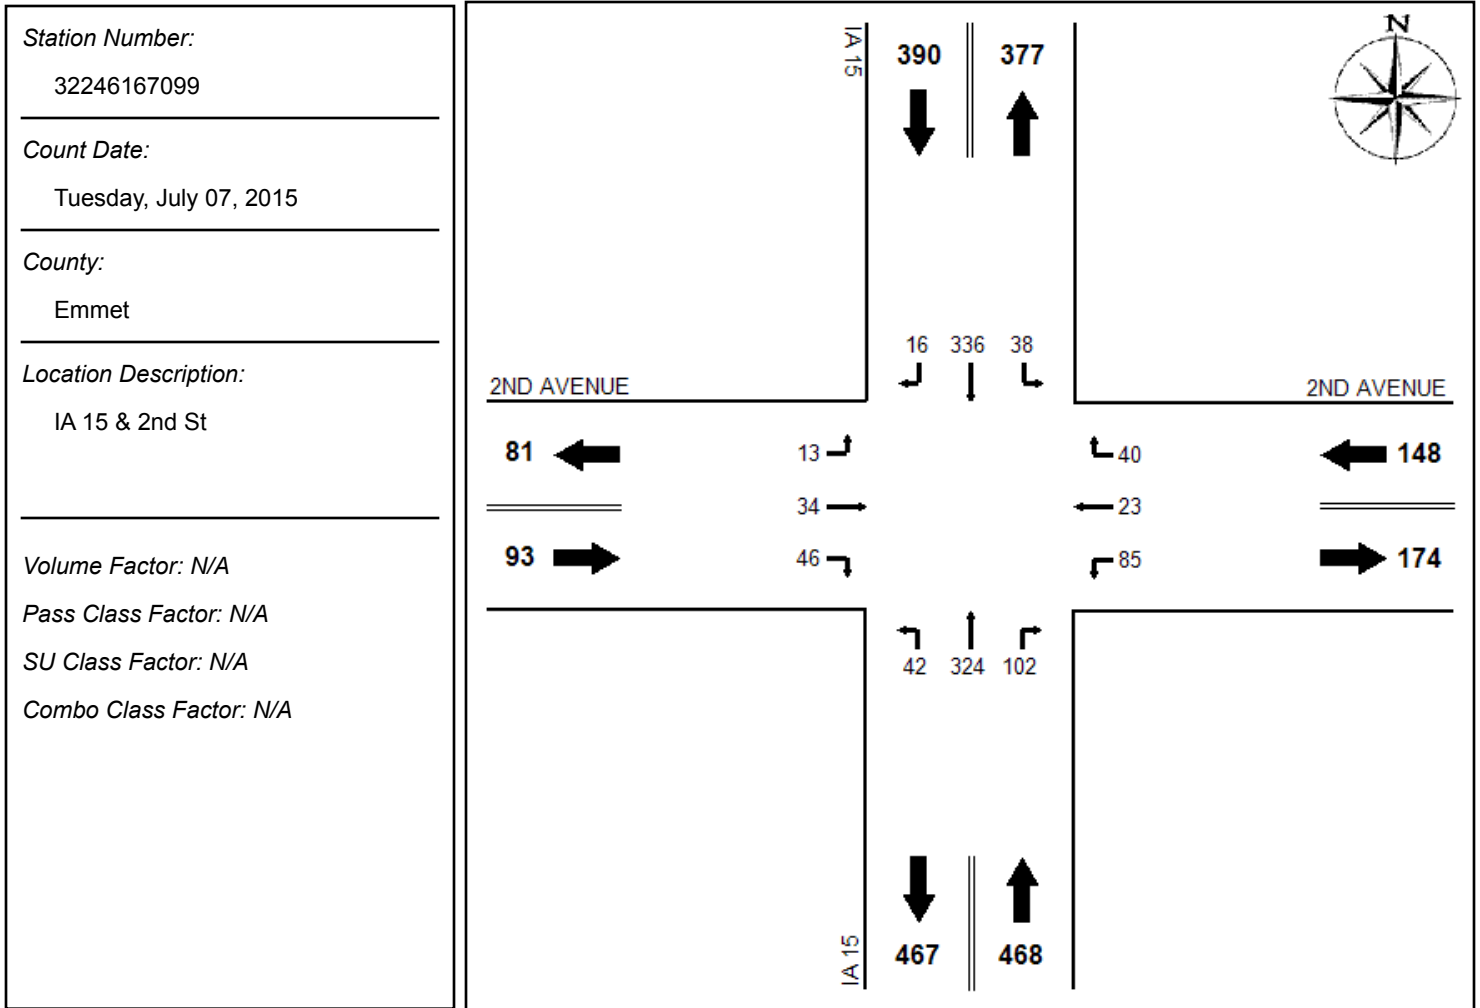 Station Number:
32246167099
Count Date:
Tuesday, July 07, 2015
County:
Emmet
Location Description:
IA 15 & 2nd St
Volume Factor: N/A
Pass Class Factor: N/A
SU Class Factor: N/A
Combo Class Factor: N/A
IA 15
390 377
N
16 336 38
2ND AVENUE
2ND AVENUE
81 13 40 148
34 23
93 46 85 174
42 324 102
IA 15
467 468